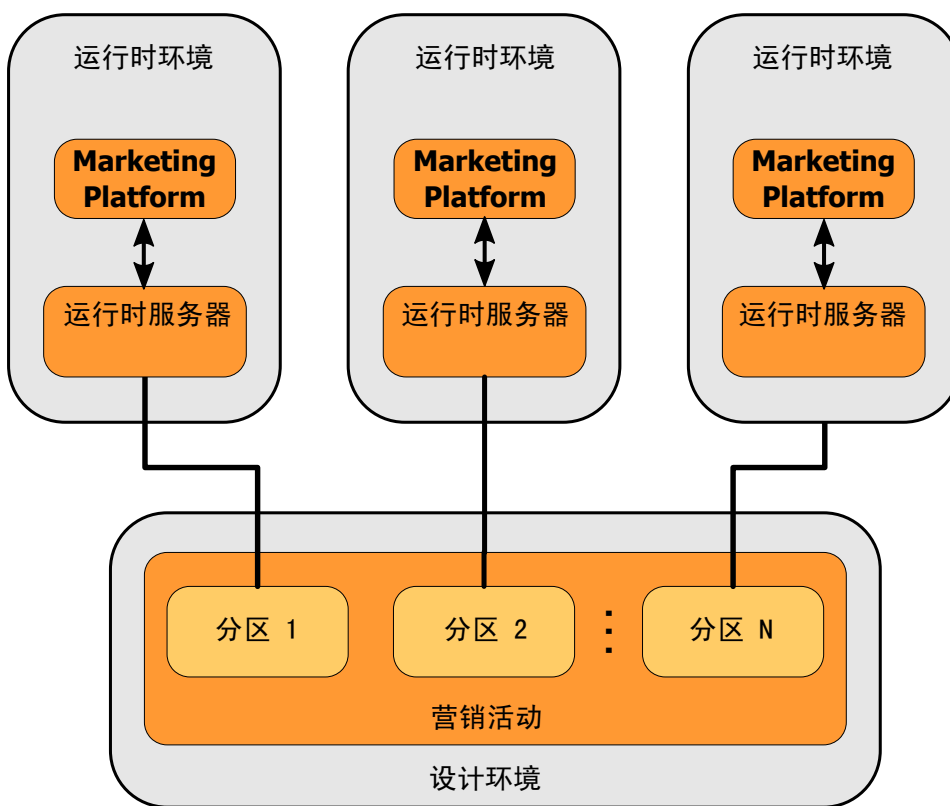 运行时环境
运行时环境
运行时环境
Marketing
Platform
Marketing
Platform
Marketing
Platform
运行时服务器
运行时服务器
运行时服务器
分区 1
分区 2
分区 N
营销活动
设计环境